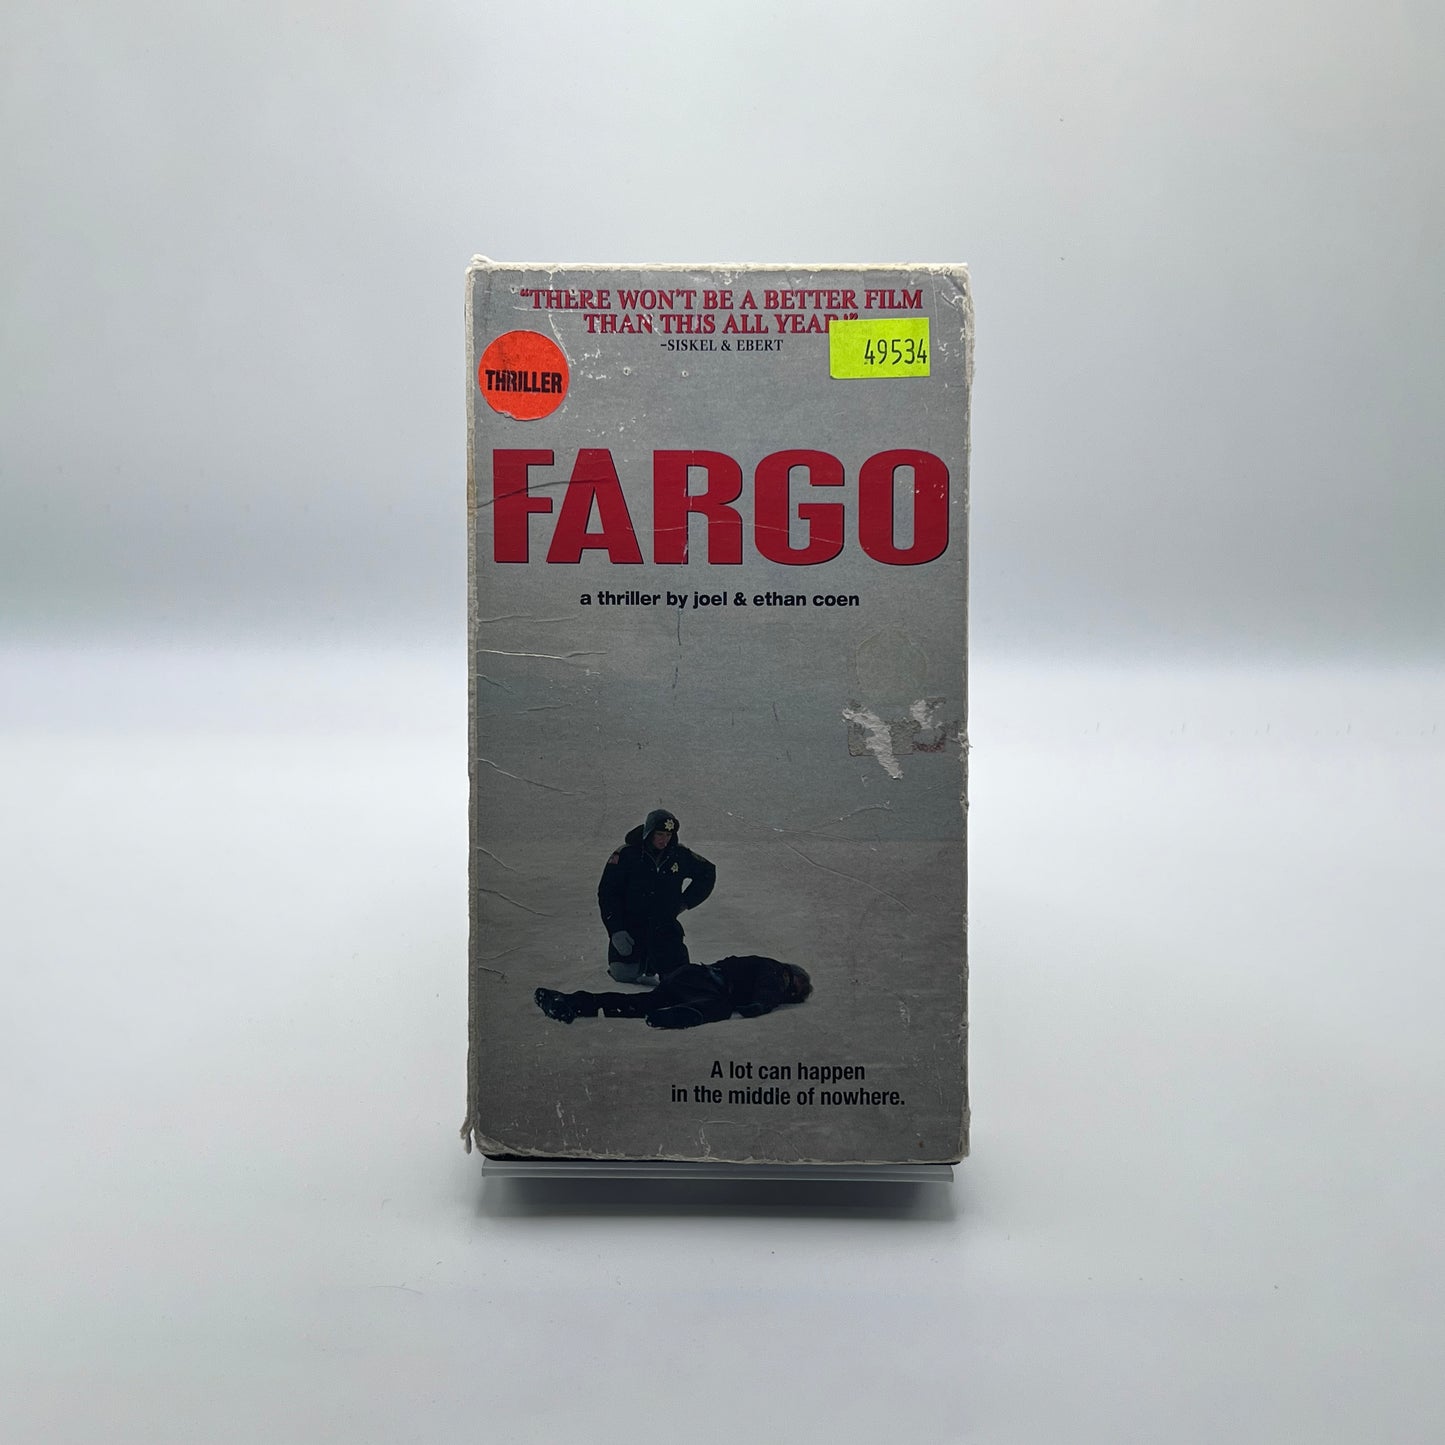 “THERE WON'T BE A BETTER FILM
THAN THIS ALL YEAR!”
-SISKEL & EBERT
49534
THRILLER
FARGO
a thriller by joel & ethan coen
A lot can happen
in the middle of nowhere.